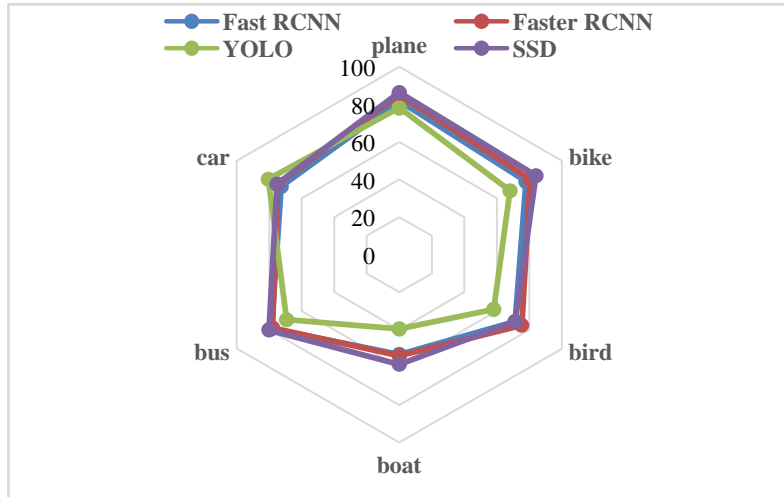 Fast RCNN Faster RCNN
YOLO SSD
plane
100
80
60
40
20
0
car
bike
bus
bird
boat